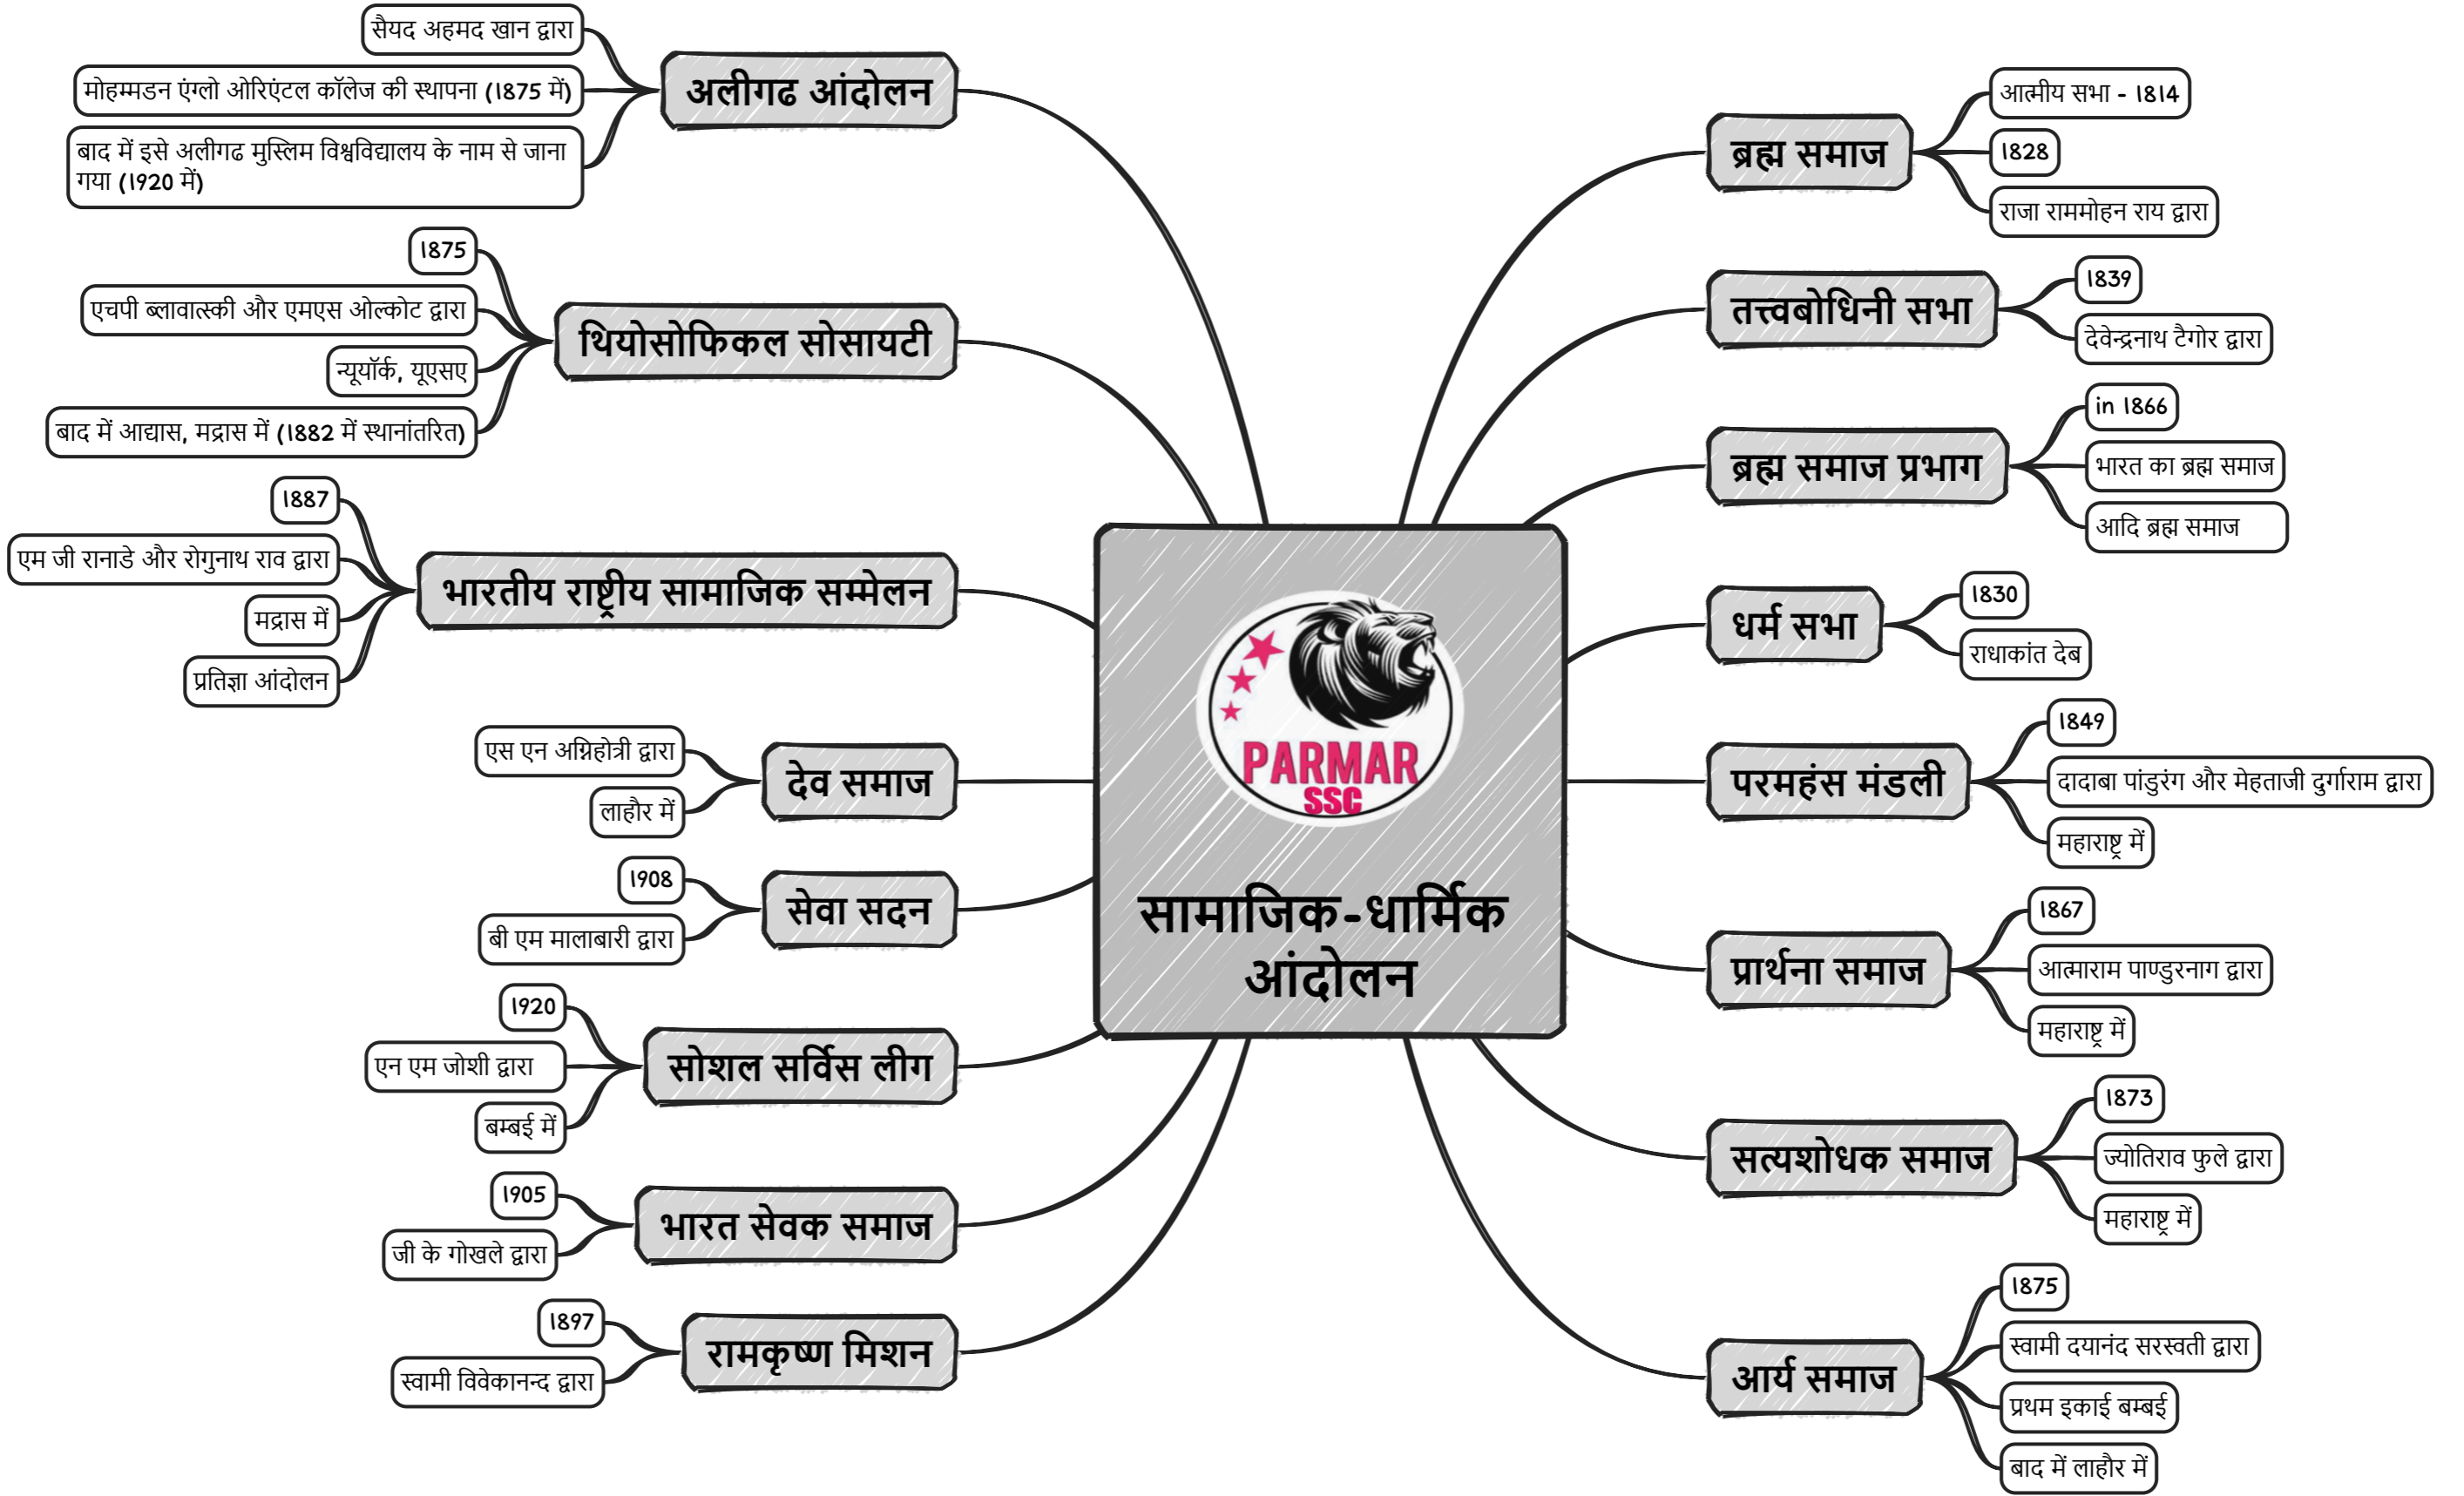 सामाजिक-धार्मिक
आंदोलन
PARMAR
SSC
ब्रह्म समाज
आत्मीय सभा - 1814
1828
राजा राममोहन राय द्वारा
तत्त्वबोधिनी सभा
1839
देवेन्द्रनाथ टैगोर द्वारा
ब्रह्म समाज प्रभाग
in 1866
भारत का ब्रह्म समाज
आदि ब्रह्म समाज
धर्म सभा
1830
राधाकांत देब
परमहंस मंडली
1849
दादाबा पांडुरंग और मेहताजी दुर्गाराम द्वारा
महाराष्ट्र में
प्रार्थना समाज
1867
आत्माराम पाण्डुरनाग द्वारा
महाराष्ट्र में
सत्यशोधक समाज
1873
ज्योतिराव फुले द्वारा
महाराष्ट्र में
आर्य समाज
1875
स्वामी दयानंद सरस्वती द्वारा
प्रथम इकाई बम्बई
बाद में लाहौर में
अलीगढ आंदोलन
सैयद अहमद खान द्वारा
मोहम्मडन एंग्लो ओरिएंटल कॉलेज की स्थापना (1875 में)
बाद में इसे अलीगढ मुस्लिम विश्वविद्यालय के नाम से जाना
गया (1920 में)
थियोसोफिकल सोसायटी
1875
एचपी ब्लावात्स्की और एमएस ओल्कोट द्वारा
न्यूयॉर्क, यूएसए
बाद में आद्यास, मद्रास में (1882 में स्थानांतरित)
भारतीय राष्ट्रीय सामाजिक सम्मेलन
1887
एम जी रानाडे और रोगुनाथ राव द्वारा
मद्रास में
प्रतिज्ञा आंदोलन
देव समाज
एस एन अग्निहोत्री द्वारा
लाहौर में
सेवा सदन
1908
बी एम मालाबारी द्वारा
सोशल सर्विस लीग
1920
एन एम जोशी द्वारा
बम्बई में
भारत सेवक समाज
1905
जी के गोखले द्वारा
रामकृष्ण मिशन
1897
स्वामी विवेकानन्द द्वारा